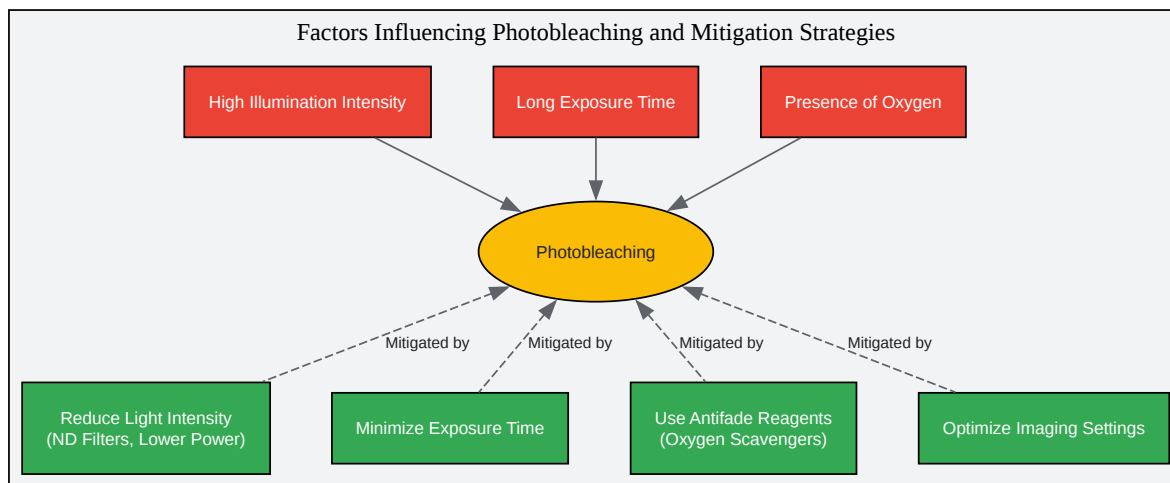 Factors Influencing Photobleaching and Mitigation Strategies
High Illumination Intensity
Long Exposure Time
Presence of Oxygen
Photobleaching
Mitigated by
Mitigated by
Mitigated by
Mitigated by
Reduce Light Intensity
(ND Filters, Lower Power)
Minimize Exposure Time
Use Antifade Reagents
(Oxygen Scavengers)
Optimize Imaging Settings